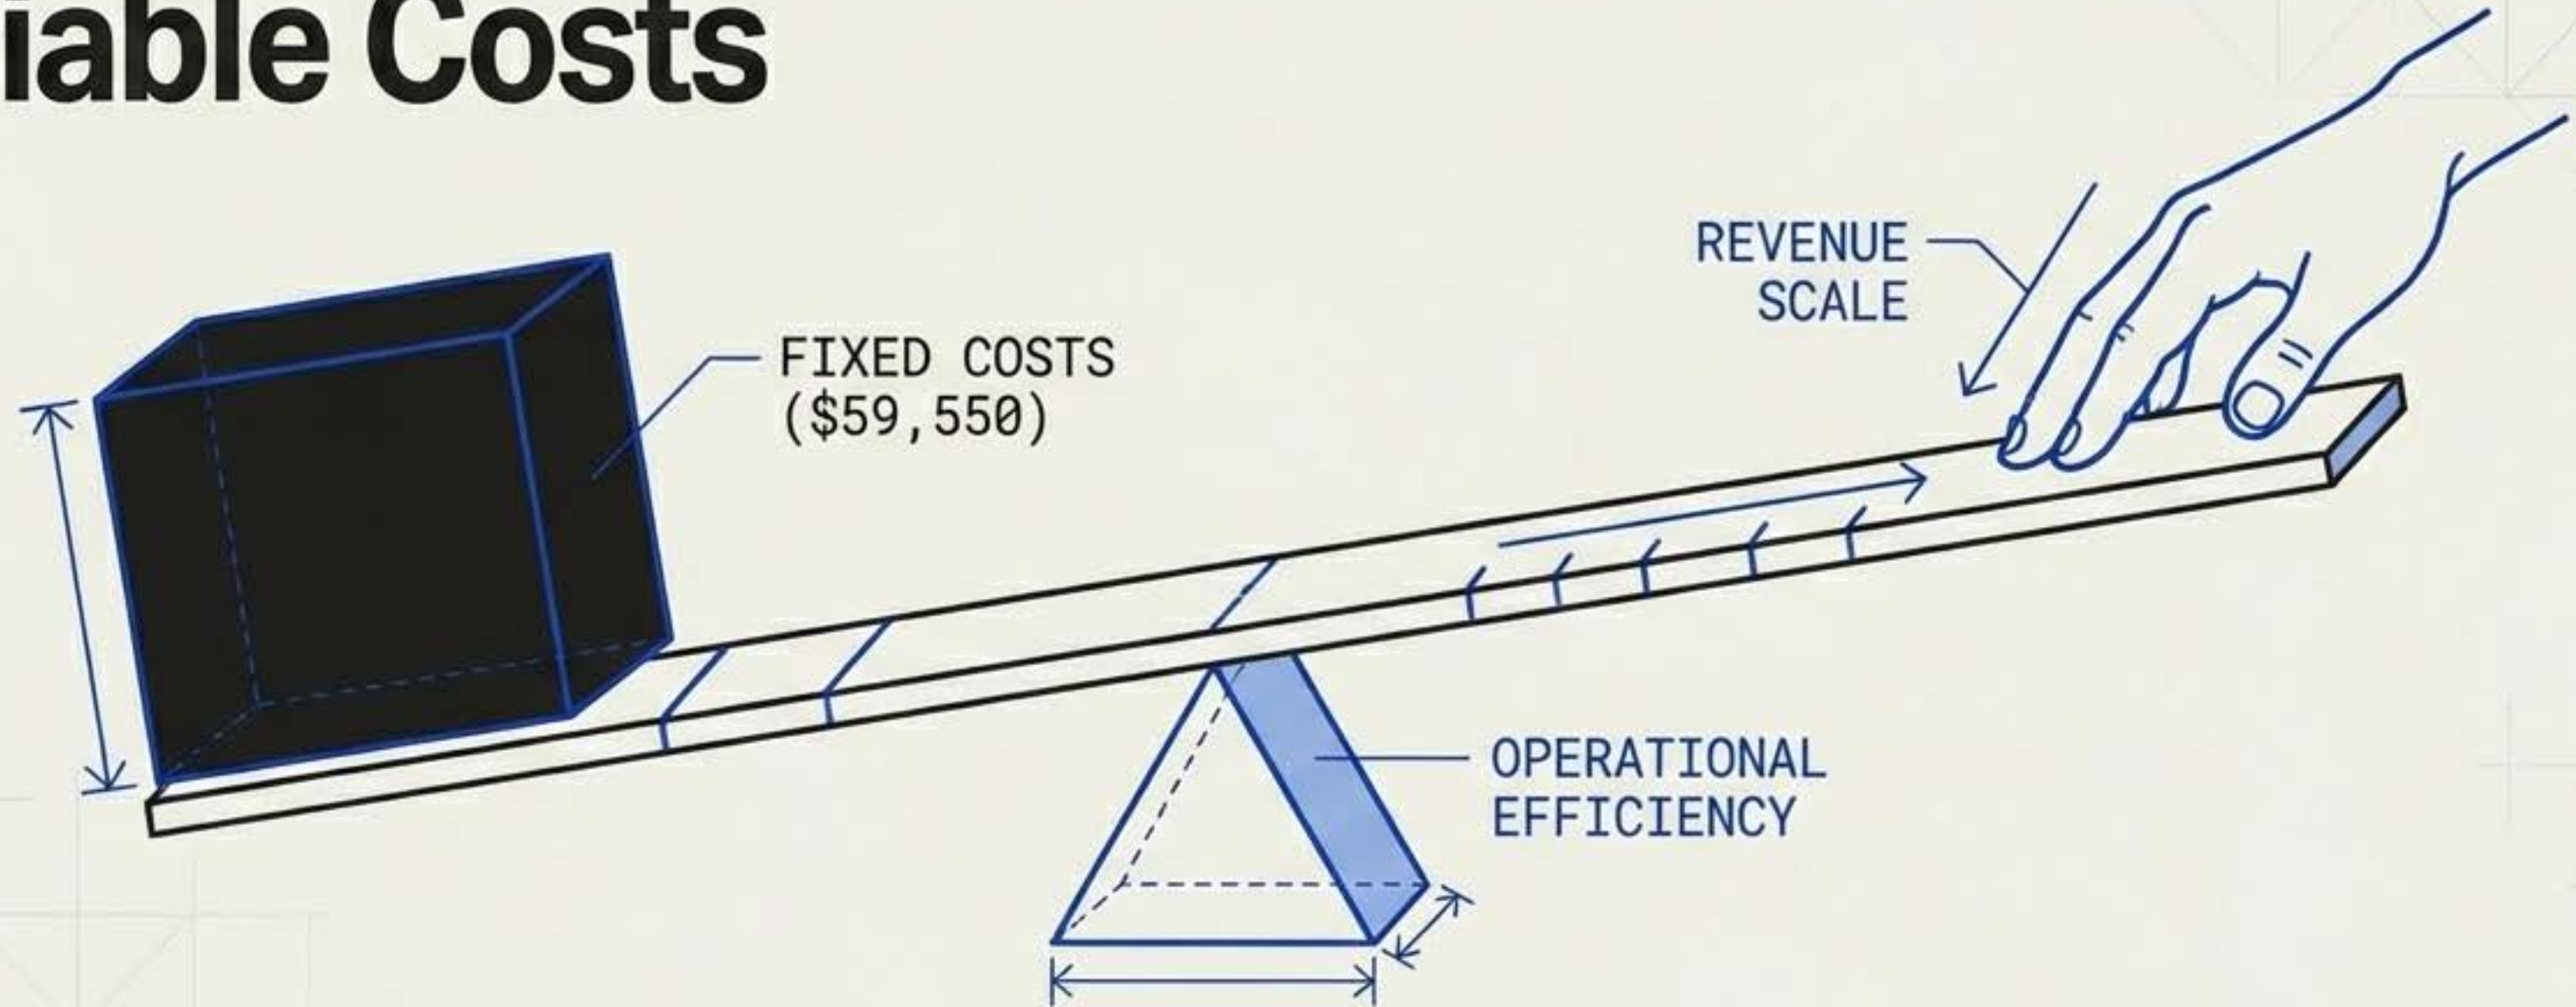 iable Costs
FIXED COSTS
($59,550)
REVENUE
SCALE
OPERATIONAL
EFFICIENCY